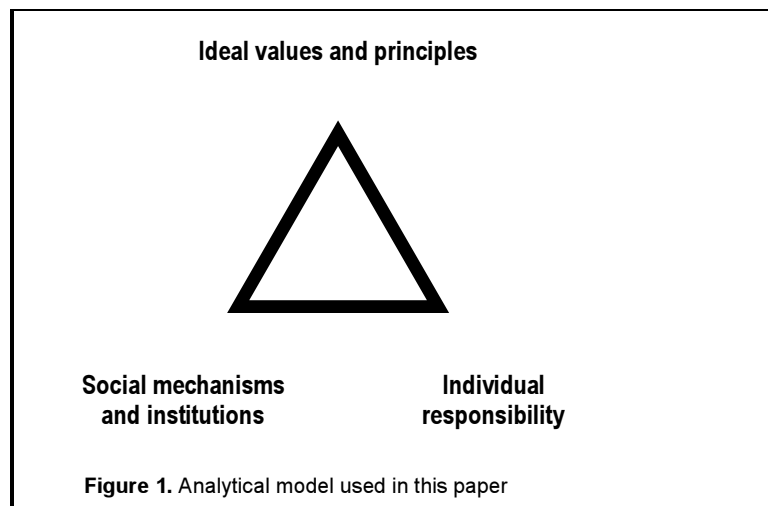 Ideal values and principles
Social mechanisms
and institutions
Individual
responsibility
Figure 1. Analytical model used in this paper